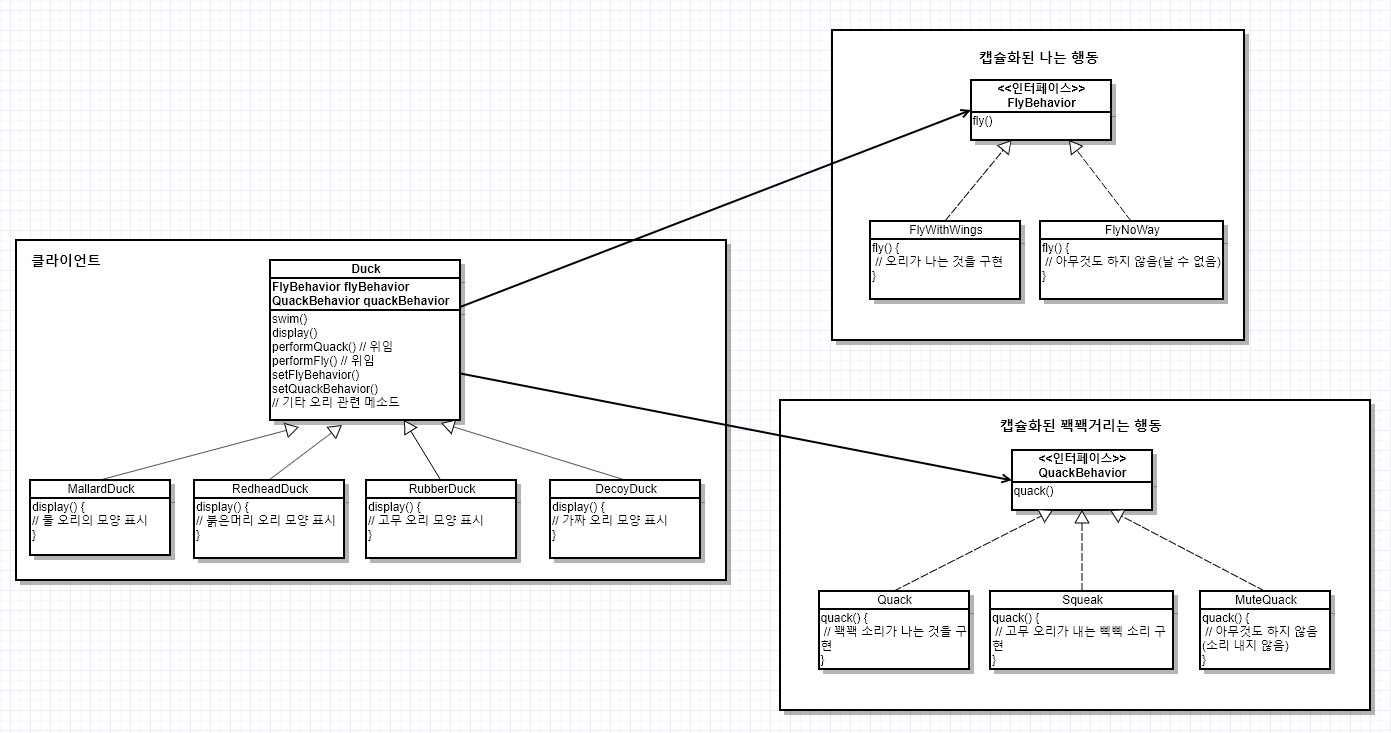 캡슐화된 나는 행동
<<인터페이스>>
FlyBehavior
fly()
FlyWithWings
fly() {
// 오리가 나는 것을 구현
}
FlyNoWay
fly() {
// 아무것도 하지 않음(날 수 없음)
}
클라이언트
Duck
FlyBehavior flyBehavior
QuackBehavior quackBehavior
swim()
display()
performQuack() // 위임
performFly() // 위임
setFlyBehavior()
setQuackBehavior()
// 기타 오리 관련 메소드
MallardDuck
display() {
// 물 오리의 모양 표시
}
RedheadDuck
display() {
// 붉은머리 오리 모양 표시
}
RubberDuck
display() {
// 고무 오리 모양 표시
}
DecoyDuck
display() {
// 가짜 오리 모양 표시
}
캡슐화된 꽥꽥거리는 행동
<<인터페이스>>
QuackBehavior
quack()
Quack
quack() {
// 꽥꽥 소리가 나는 것을 구
현
}
Squeak
quack() {
// 고무 오리가 내는 삑삑 소리 구
현
}
MuteQuack
quack() {
// 아무것도 하지 않음
(소리 내지 않음)
}